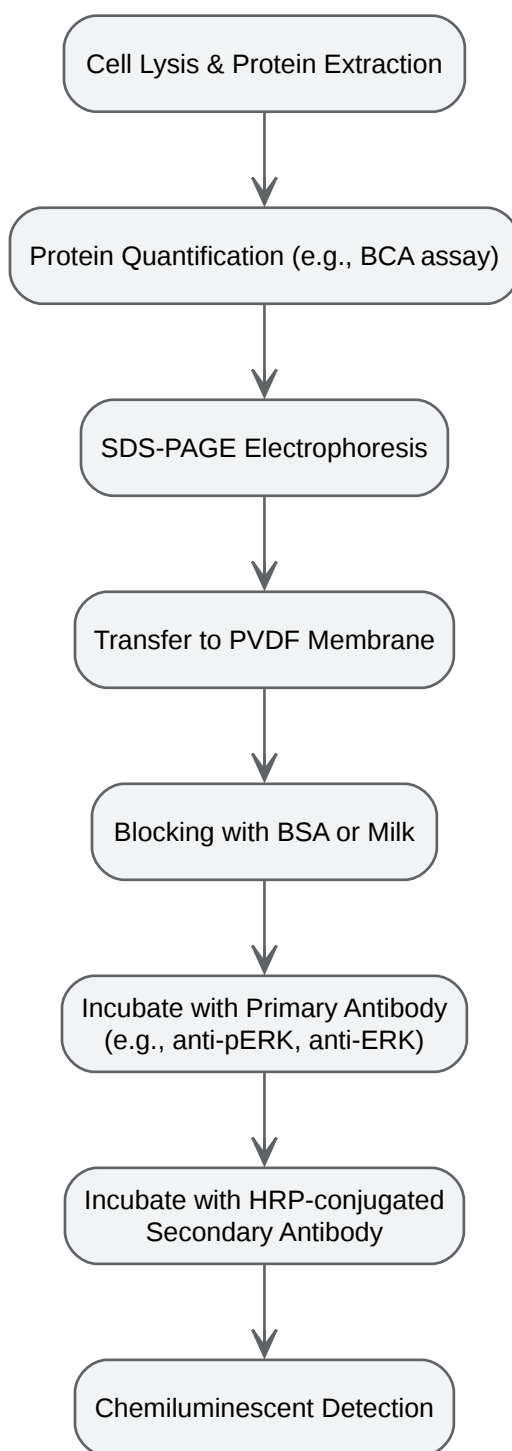 Cell Lysis & Protein Extraction
Protein Quantification (e.g., BCA assay)
SDS-PAGE Electrophoresis
Transfer to PVDF Membrane
Blocking with BSA or Milk
Incubate with Primary Antibody
(e.g., anti-pERK, anti-ERK)
Incubate with HRP-conjugated
Secondary Antibody
Chemiluminescent Detection